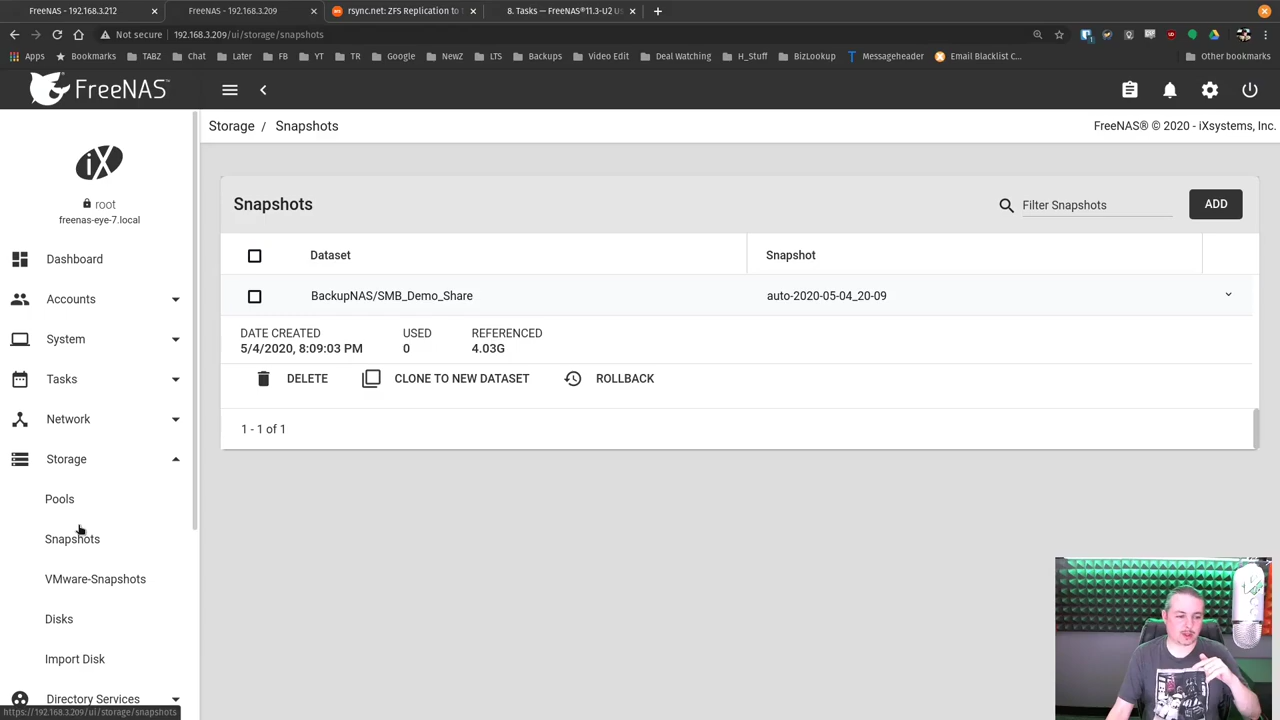 FreeNAS - 192.168.3.212
FreeNAS - 192.168.3.209
rsync.net: ZFS Replication to
8. Tasks — FreeNAS®11.3-U2 Us
Not secure 192.168.3.209/ui/storage/snapshots
Apps Bookmarks TABZ Chat Later FB YT TR Google NewZ LTS Backups Video Edit Deal Watching H_Stuff BizLookup Messageheader Email Blacklist C... Other bookmarks
FreeNAS
Storage / Snapshots
FreeNAS® © 2020 - iXsystems, Inc.
iX
root
freenas-eye-7.local
Dashboard
Accounts
System
Tasks
Network
Storage
Pools
Snapshots
VMware-Snapshots
Disks
Import Disk
Directory Services
Snapshots
Filter Snapshots
ADD
Dataset Snapshot
BackupNAS/SMB_Demo_Share auto-2020-05-04_20-09
DATE CREATED USED REFERENCED
5/4/2020, 8:09:03 PM 0 4.03G
DELETE CLONE TO NEW DATASET ROLLBACK
1 - 1 of 1
https://192.168.3.209/ui/storage/snapshots